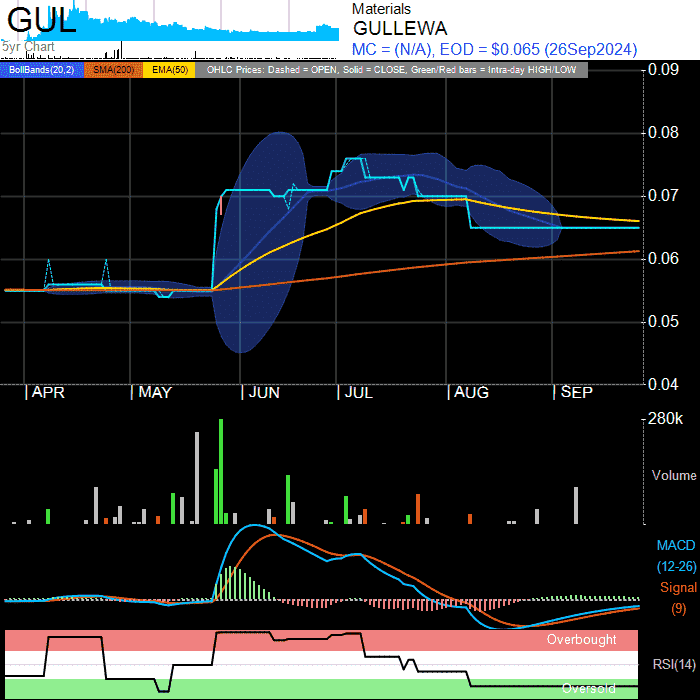 GUL
5yr Chart
Materials
GULLEWA
MC = (N/A), EOD = $0.065 (26Sep2024)
BollBands(20,2) SMA(200) EMA(50) OHLC Prices: Dashed = OPEN, Solid = CLOSE, Green/Red bars = Intra-day HIGH/LOW
0.09
0.08
0.07
0.06
0.05
0.04
APR MAY JUN JUL AUG SEP
280k
Volume
MACD
(12-26)
Signal
(9)
Overbought
RSI(14)
Oversold